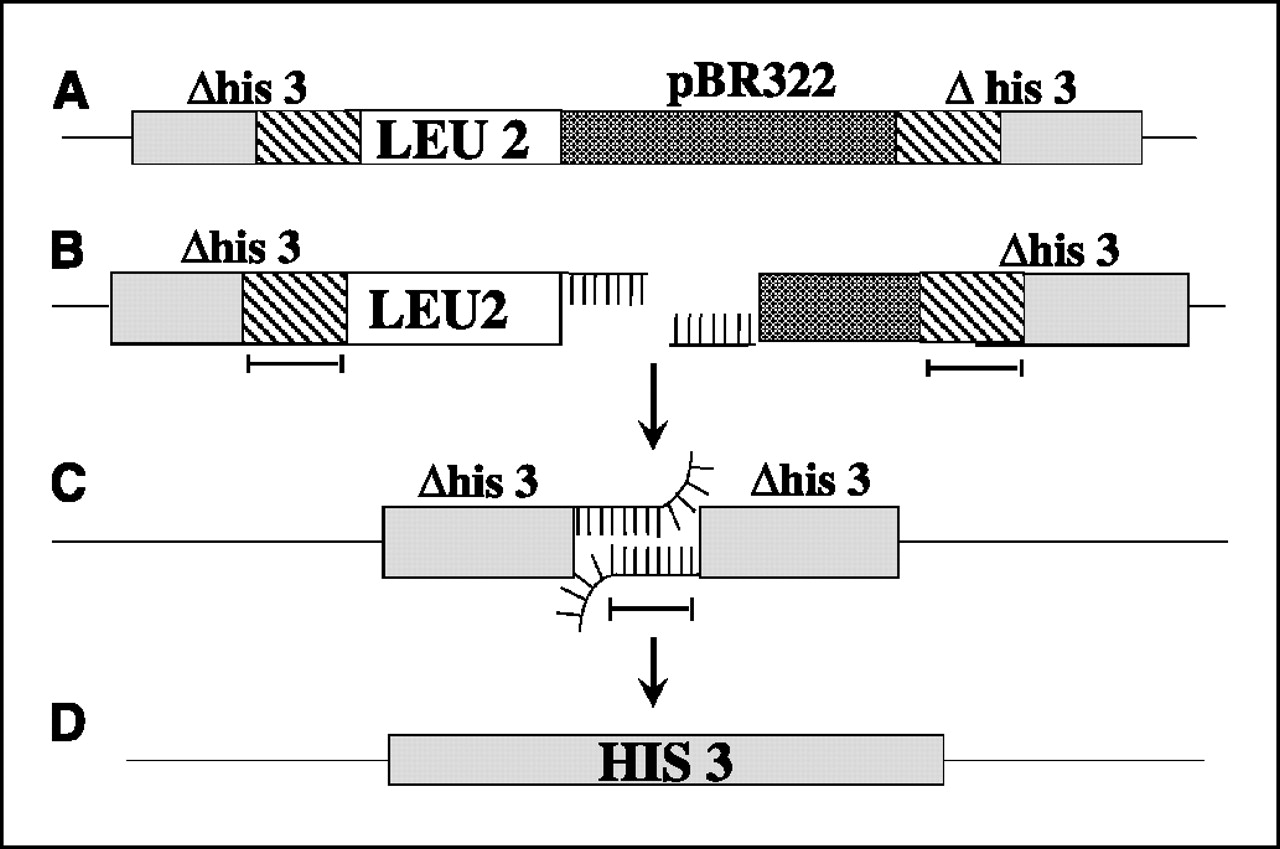 A
Δhis 3
pBR322
Δ his 3
LEU 2
B
Δhis 3
Δhis 3
LEU2
C
Δhis 3
Δhis 3
D
HIS 3